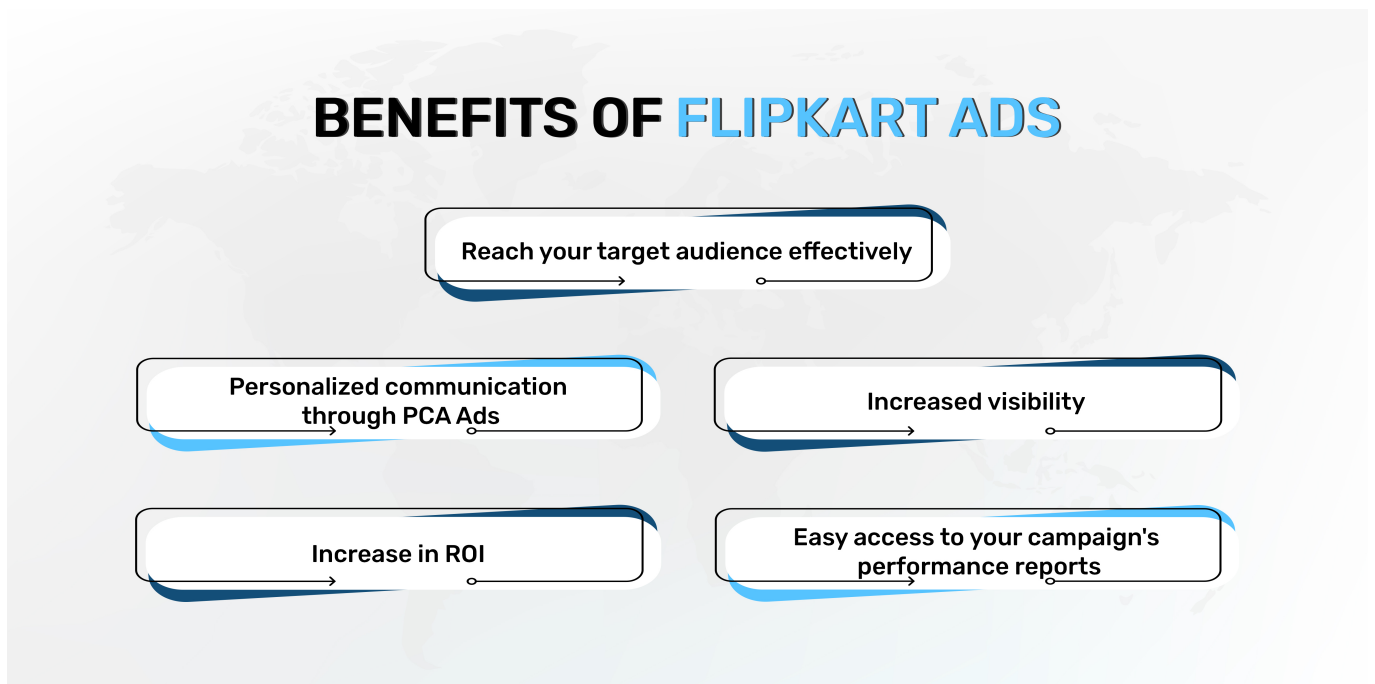 BENEFITS OF FLIPKART ADS
Reach your target audience effectively
Personalized communication
through PCA Ads
Increased visibility
Increase in ROI
Easy access to your campaign's
performance reports